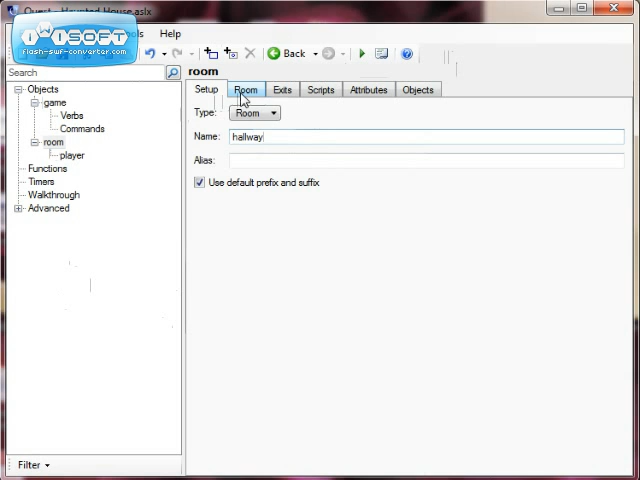 Quest - Haunted House.aslx
iWiSOFT
flash-swf-converter.com
Tools Help
Back
Search
room
Setup Room Exits Scripts Attributes Objects
Objects
game
Verbs
Commands
room
player
Functions
Timers
Walkthrough
Advanced
Type: Room
Name: hallway
Alias:
Use default prefix and suffix
Filter